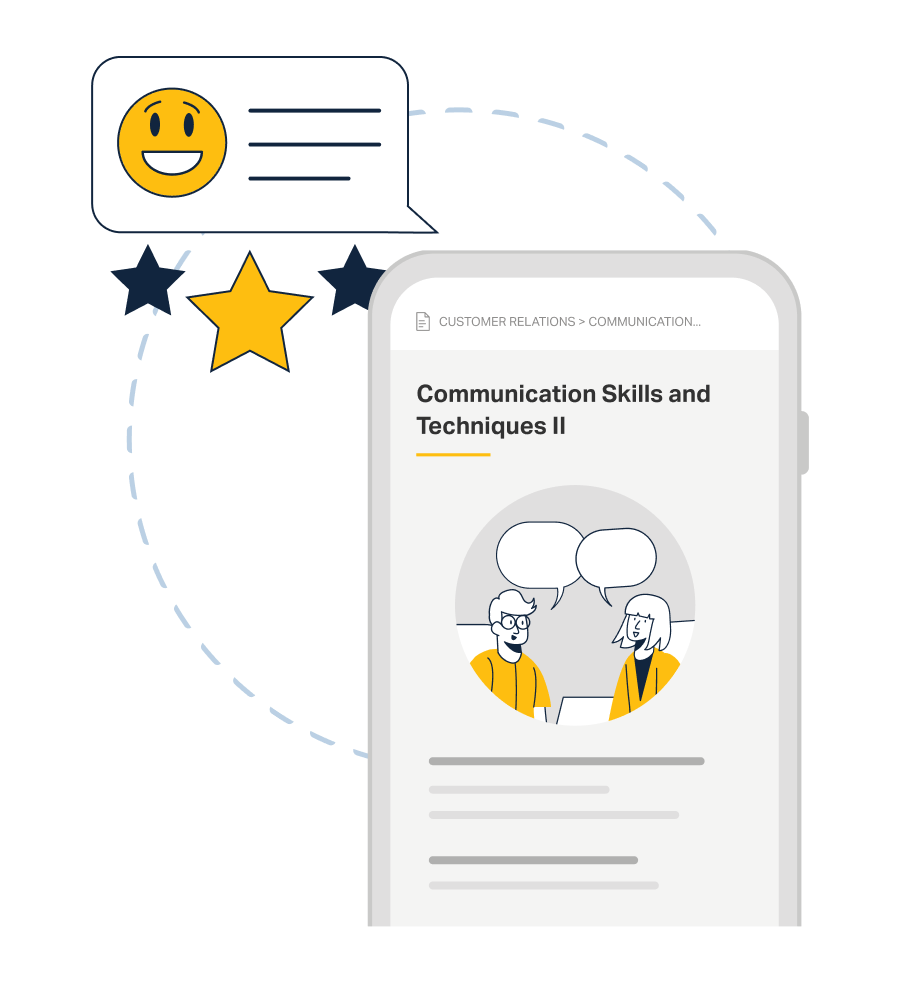 CUSTOMER RELATIONS > COMMUNICATION...
Communication Skills and
Techniques II